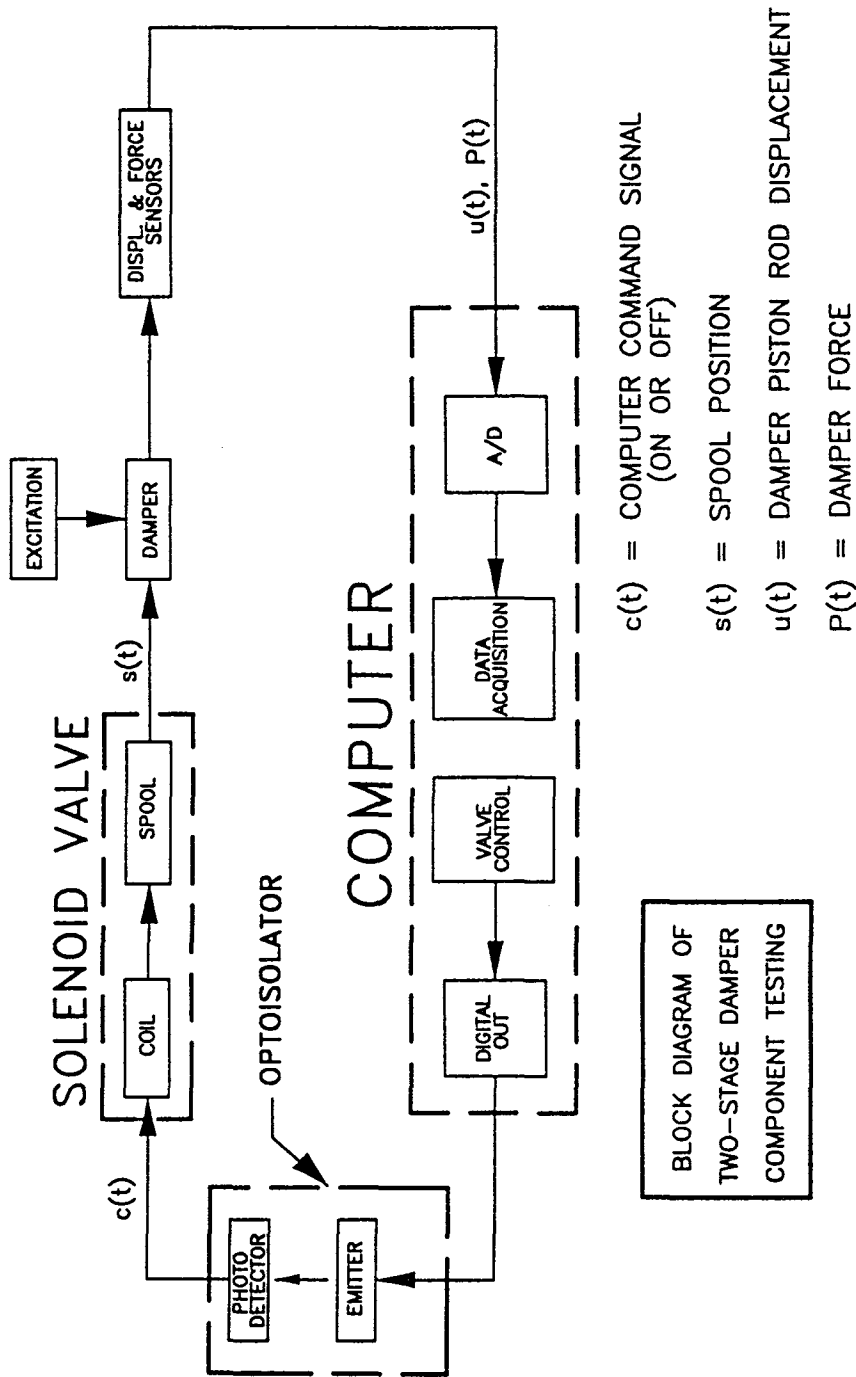 EXCITATION
SOLENOID VALVE
c(t)
COIL
SPOOL
s(t)
DAMPER
DISPL. & FORCE
SENSORS
OPTOISOLATOR
PHOTO
DETECTOR
EMITTER
COMPUTER
DIGITAL
OUT
VALVE
CONTROL
DATA
ACQUISITION
A/D
u(t), P(t)
BLOCK DIAGRAM OF
TWO-STAGE DAMPER
COMPONENT TESTING
c(t) = COMPUTER COMMAND SIGNAL
(ON OR OFF)
s(t) = SPOOL POSITION
u(t) = DAMPER PISTON ROD DISPLACEMENT
P(t) = DAMPER FORCE